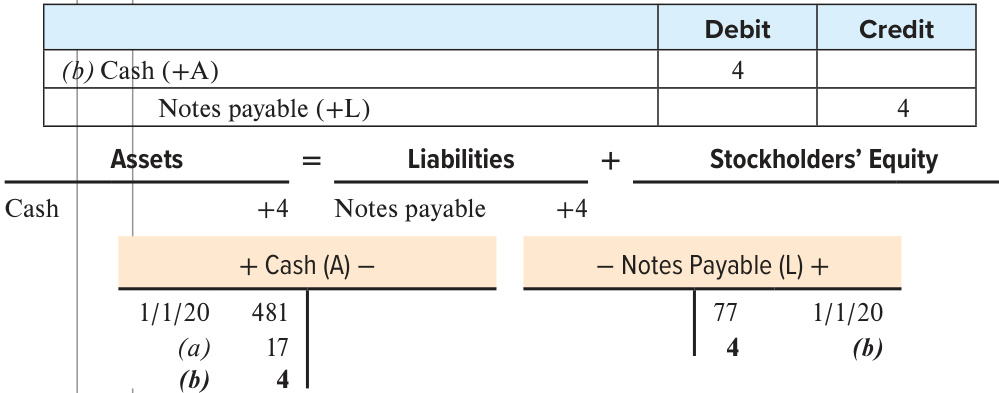 Debit Credit
(b) Cash (+A) 4
Notes payable (+L) 4
Assets = Liabilities + Stockholders’ Equity
Cash +4 Notes payable +4
+ Cash (A) − − Notes Payable (L) +
1/1/20 481 77 1/1/20
(a) 17 4 (b)
(b) 4